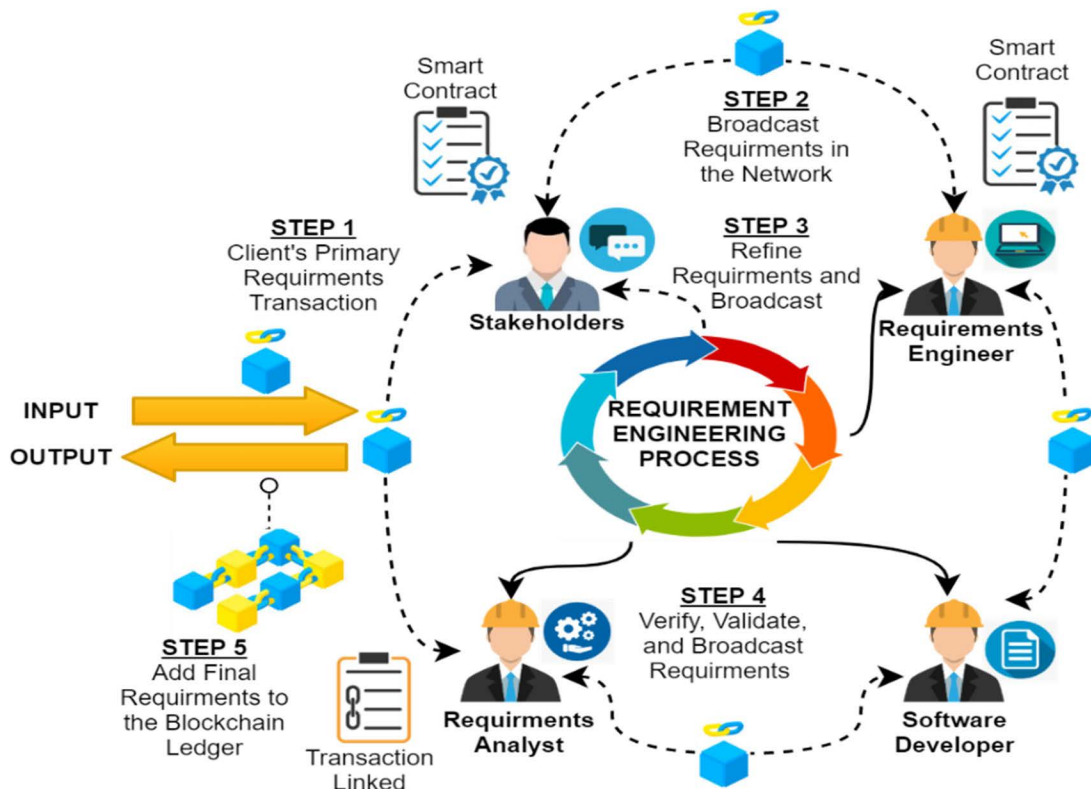 Smart
Contract
STEP 2
Broadcast
Requirments in
the Network
Smart
Contract
STEP 1
Client's Primary
Requirments
Transaction
STEP 3
Refine
Requirments and
Broadcast
Stakeholders
Requirements
Engineer
INPUT
OUTPUT
REQUIREMENT
ENGINEERING
PROCESS
STEP 4
Verify, Validate,
and Broadcast
Requirments
STEP 5
Add Final
Requirments to
the Blockchain
Ledger
Transaction
Linked
Requirments
Analyst
Software
Developer